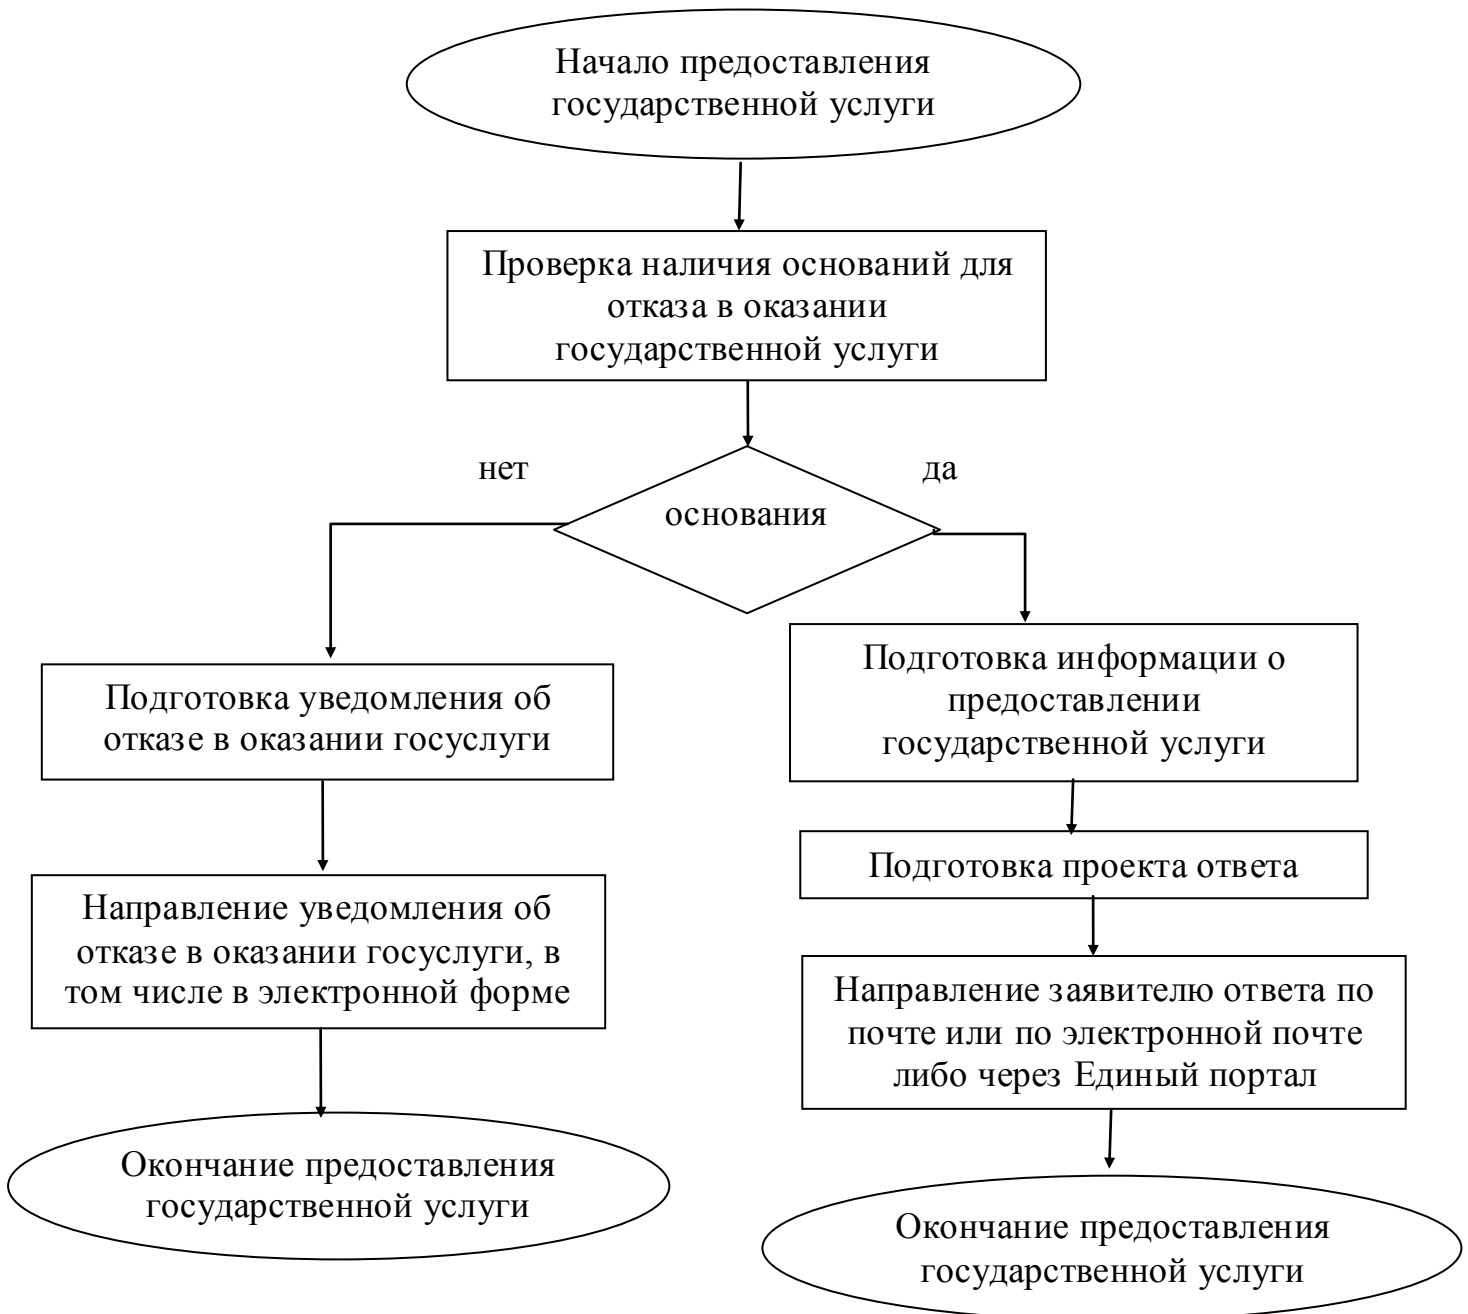 Начало предоставления
государственной услуги
Проверка наличия оснований для
отказа в оказании
государственной услуги
нет
да
основания
Подготовка уведомления об
отказе в оказании госуслуги
Направление уведомления об
отказе в оказании госуслуги, в
том числе в электронной форме
Окончание предоставления
государственной услуги
Подготовка информации о
предоставлении
государственной услуги
Подготовка проекта ответа
Направление заявителю ответа по
почте или по электронной почте
либо через Единый портал
Окончание предоставления
государственной услуги